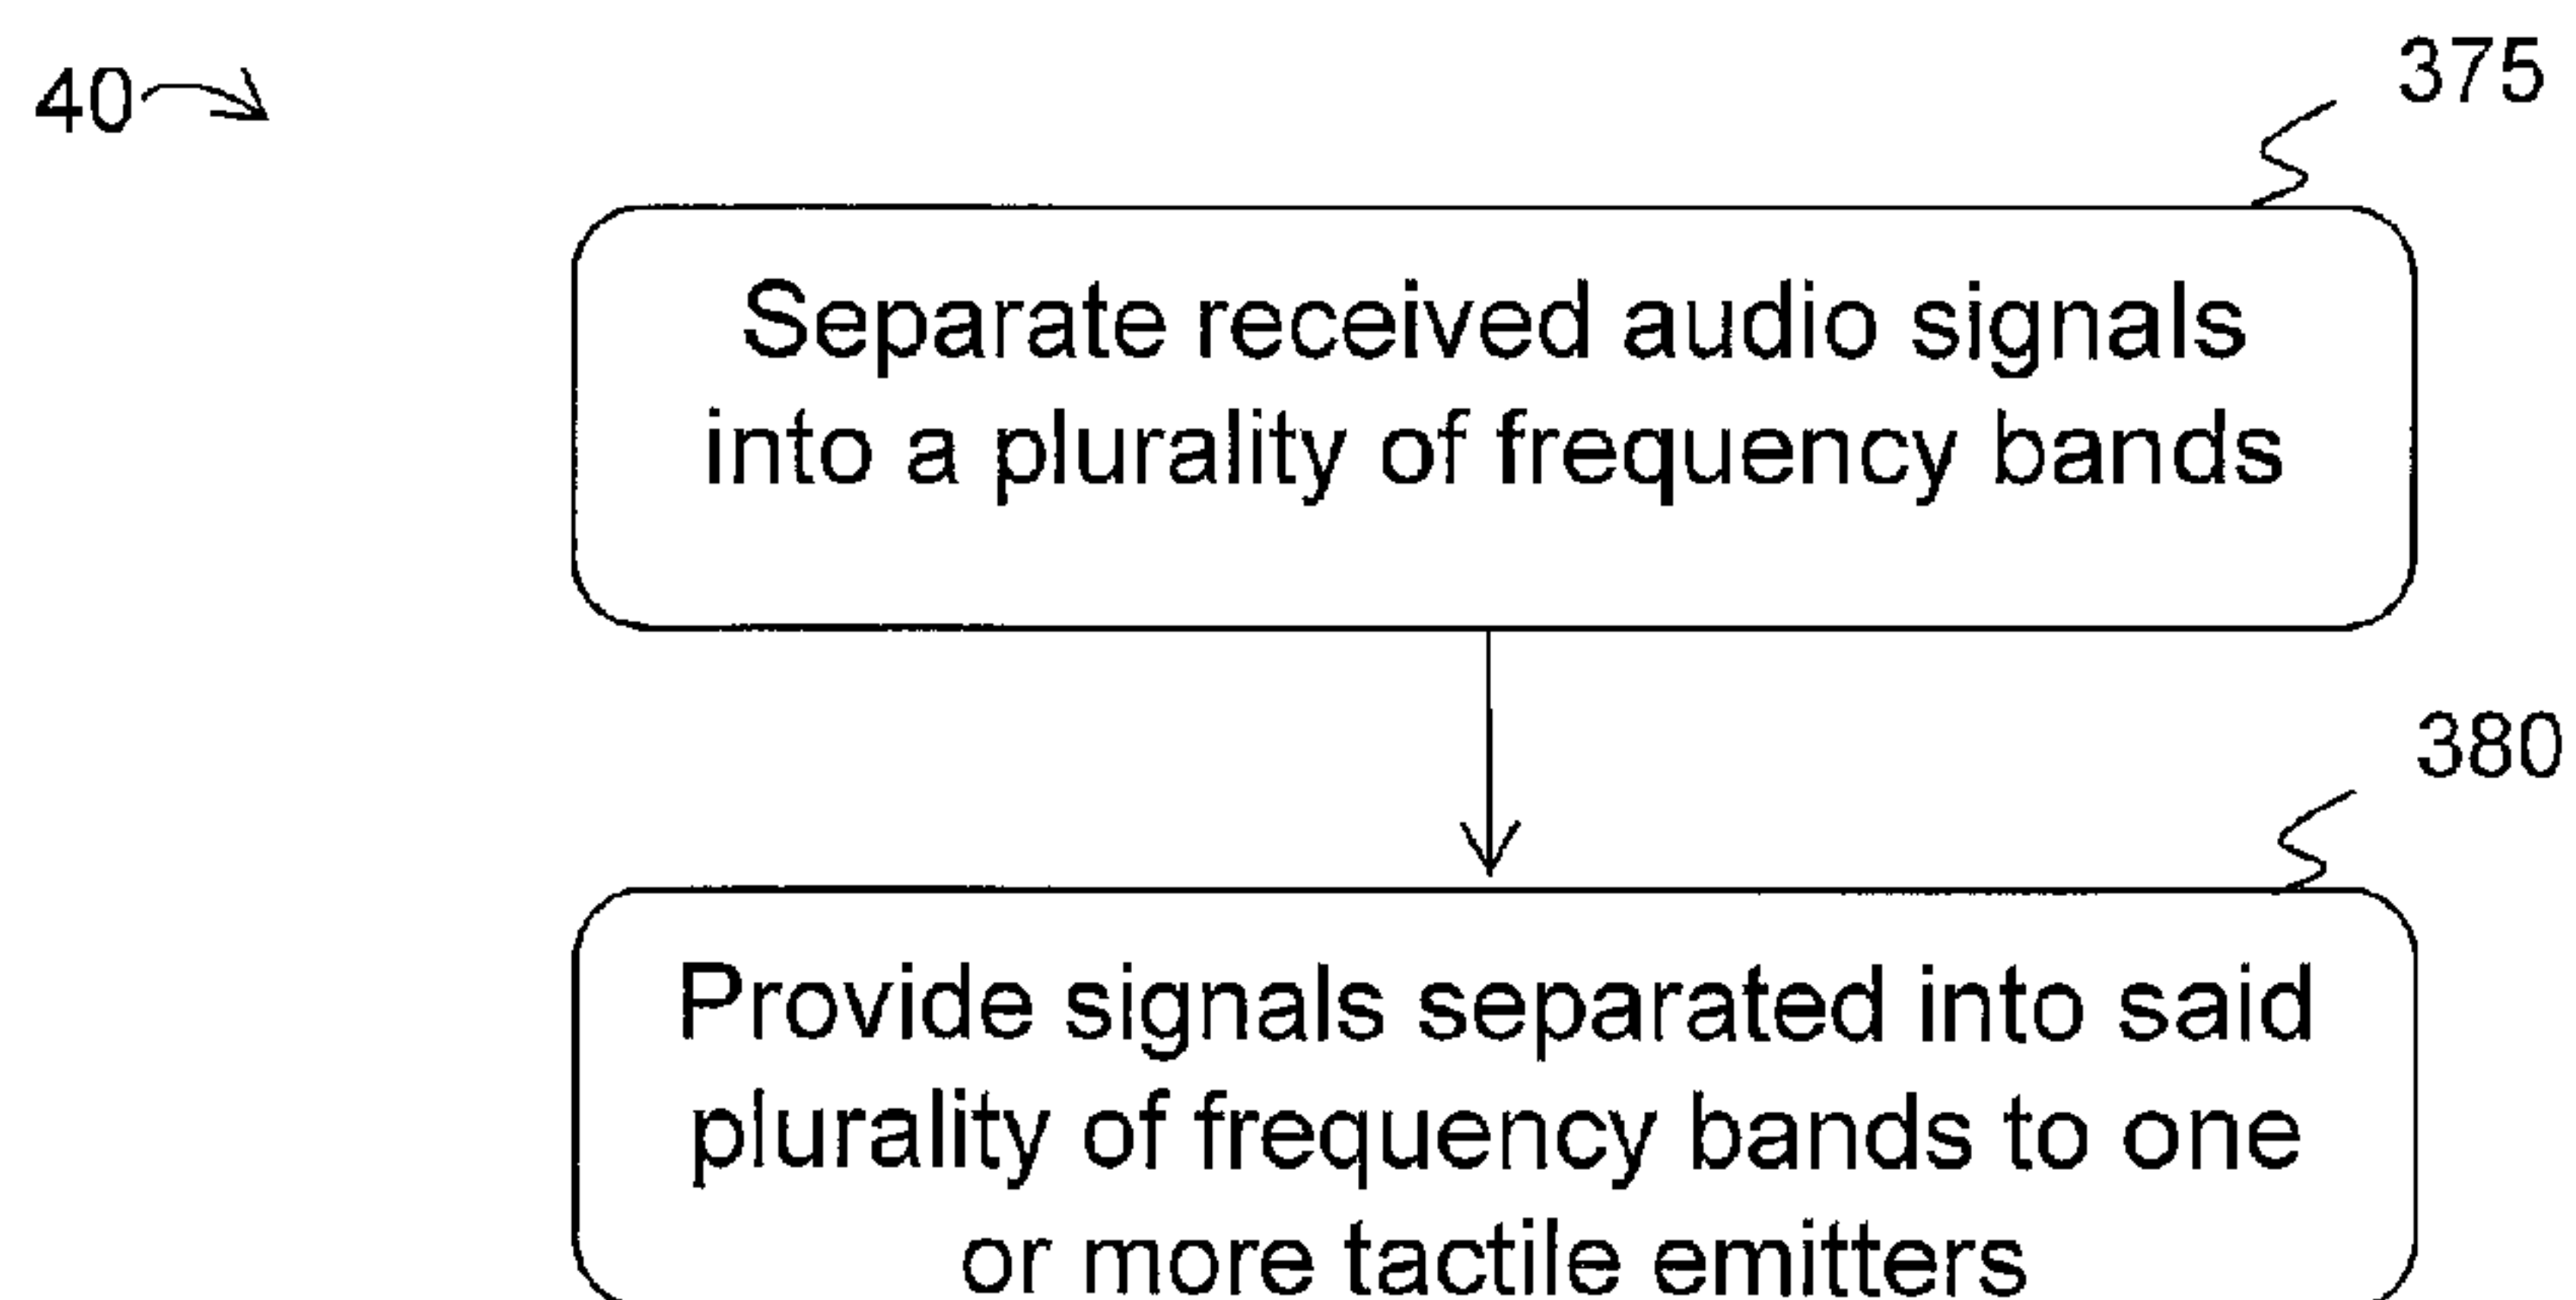 40
375
Separate received audio signals
into a plurality of frequency bands
380
Provide signals separated into said
plurality of frequency bands to one
or more tactile emitters